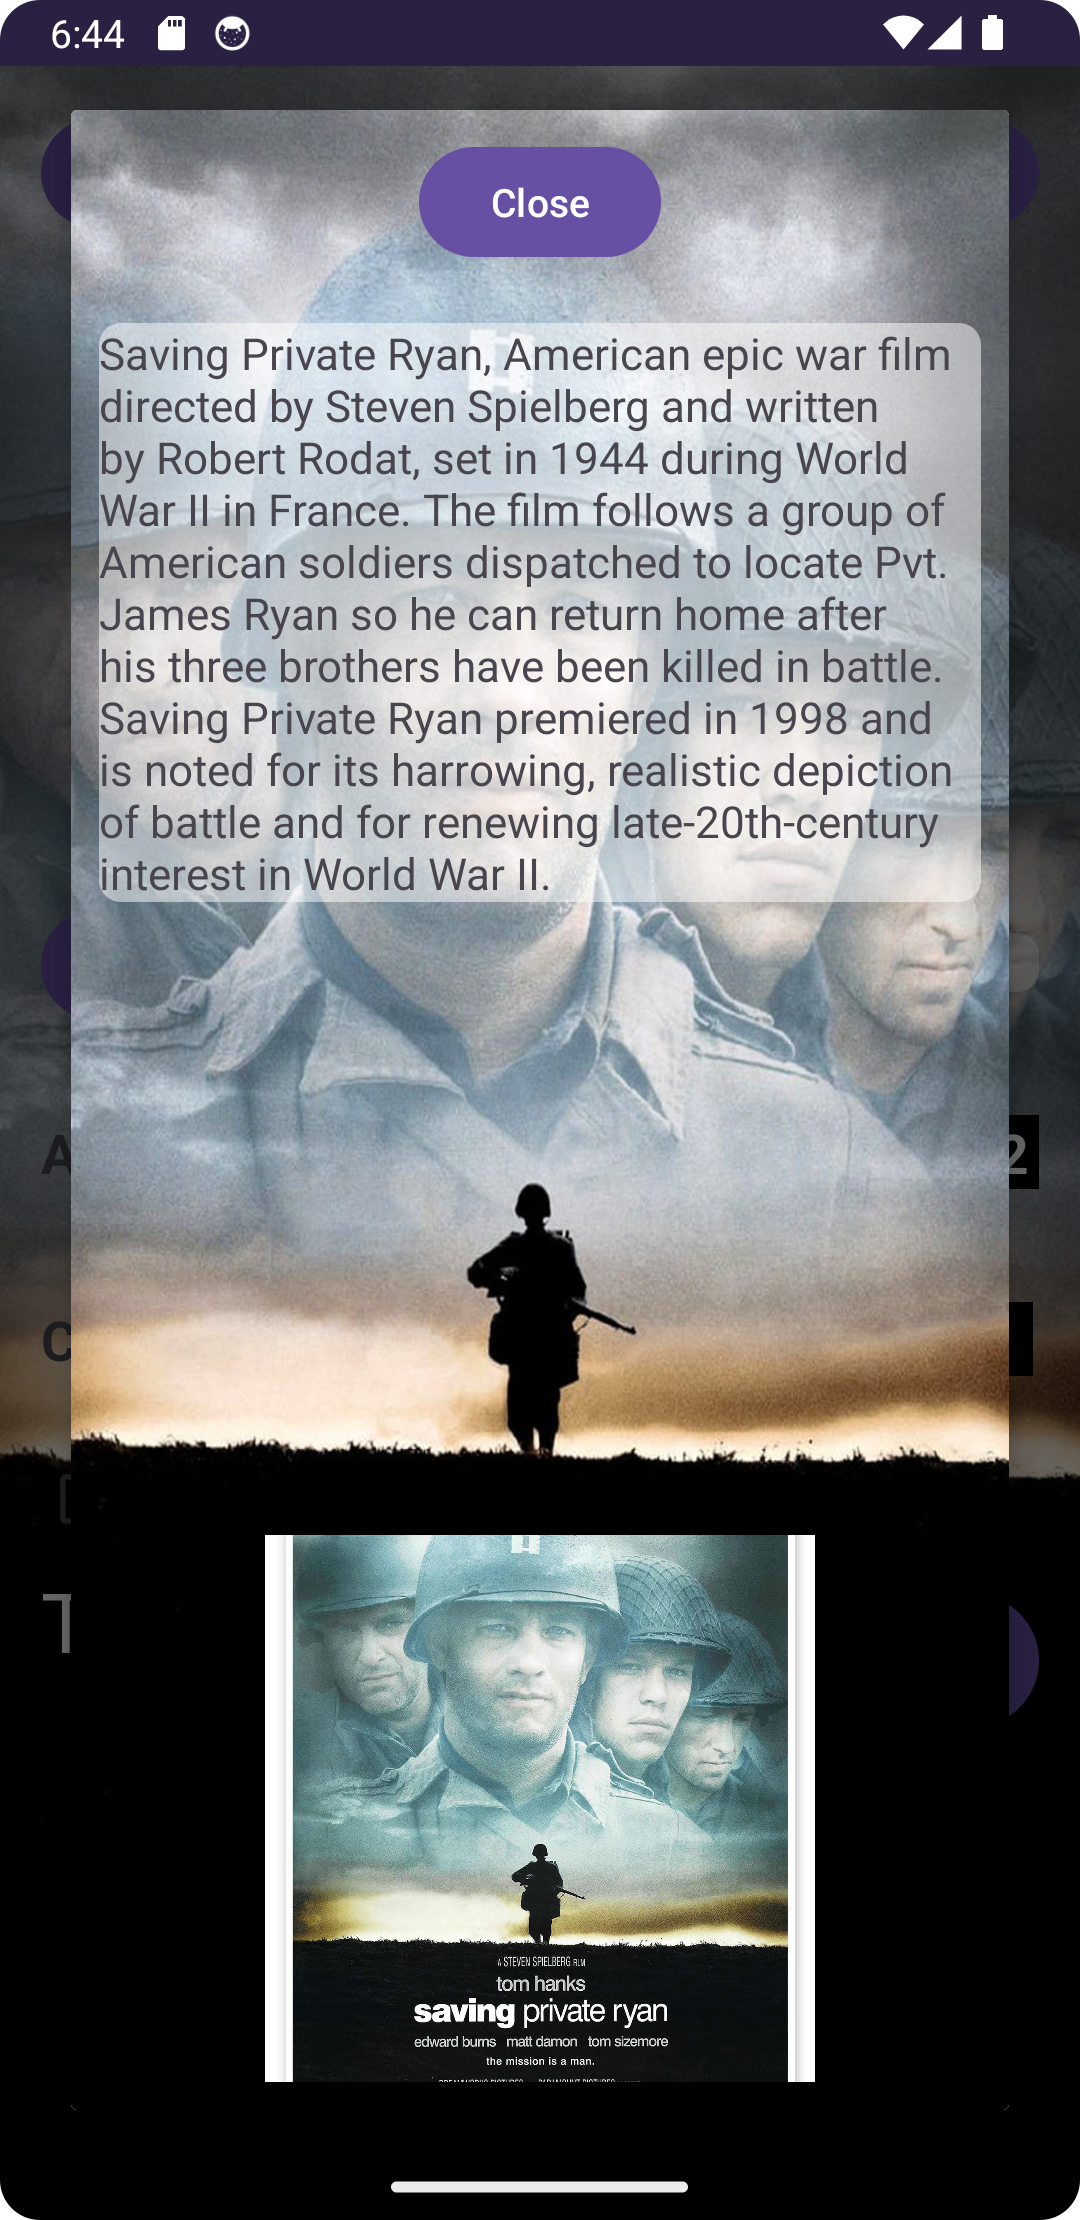 6:44
Close
Saving Private Ryan, American epic war film
directed by Steven Spielberg and written
by Robert Rodat, set in 1944 during World
War II in France. The film follows a group of
American soldiers dispatched to locate Pvt.
James Ryan so he can return home after
his three brothers have been killed in battle.
Saving Private Ryan premiered in 1998 and
is noted for its harrowing, realistic depiction
of battle and for renewing late-20th-century
interest in World War II.
A
2
C
T
A STEVEN SPIELBERG FILM
tom hanks
saving private ryan
edward burns matt damon tom sizemore
the mission is a man.